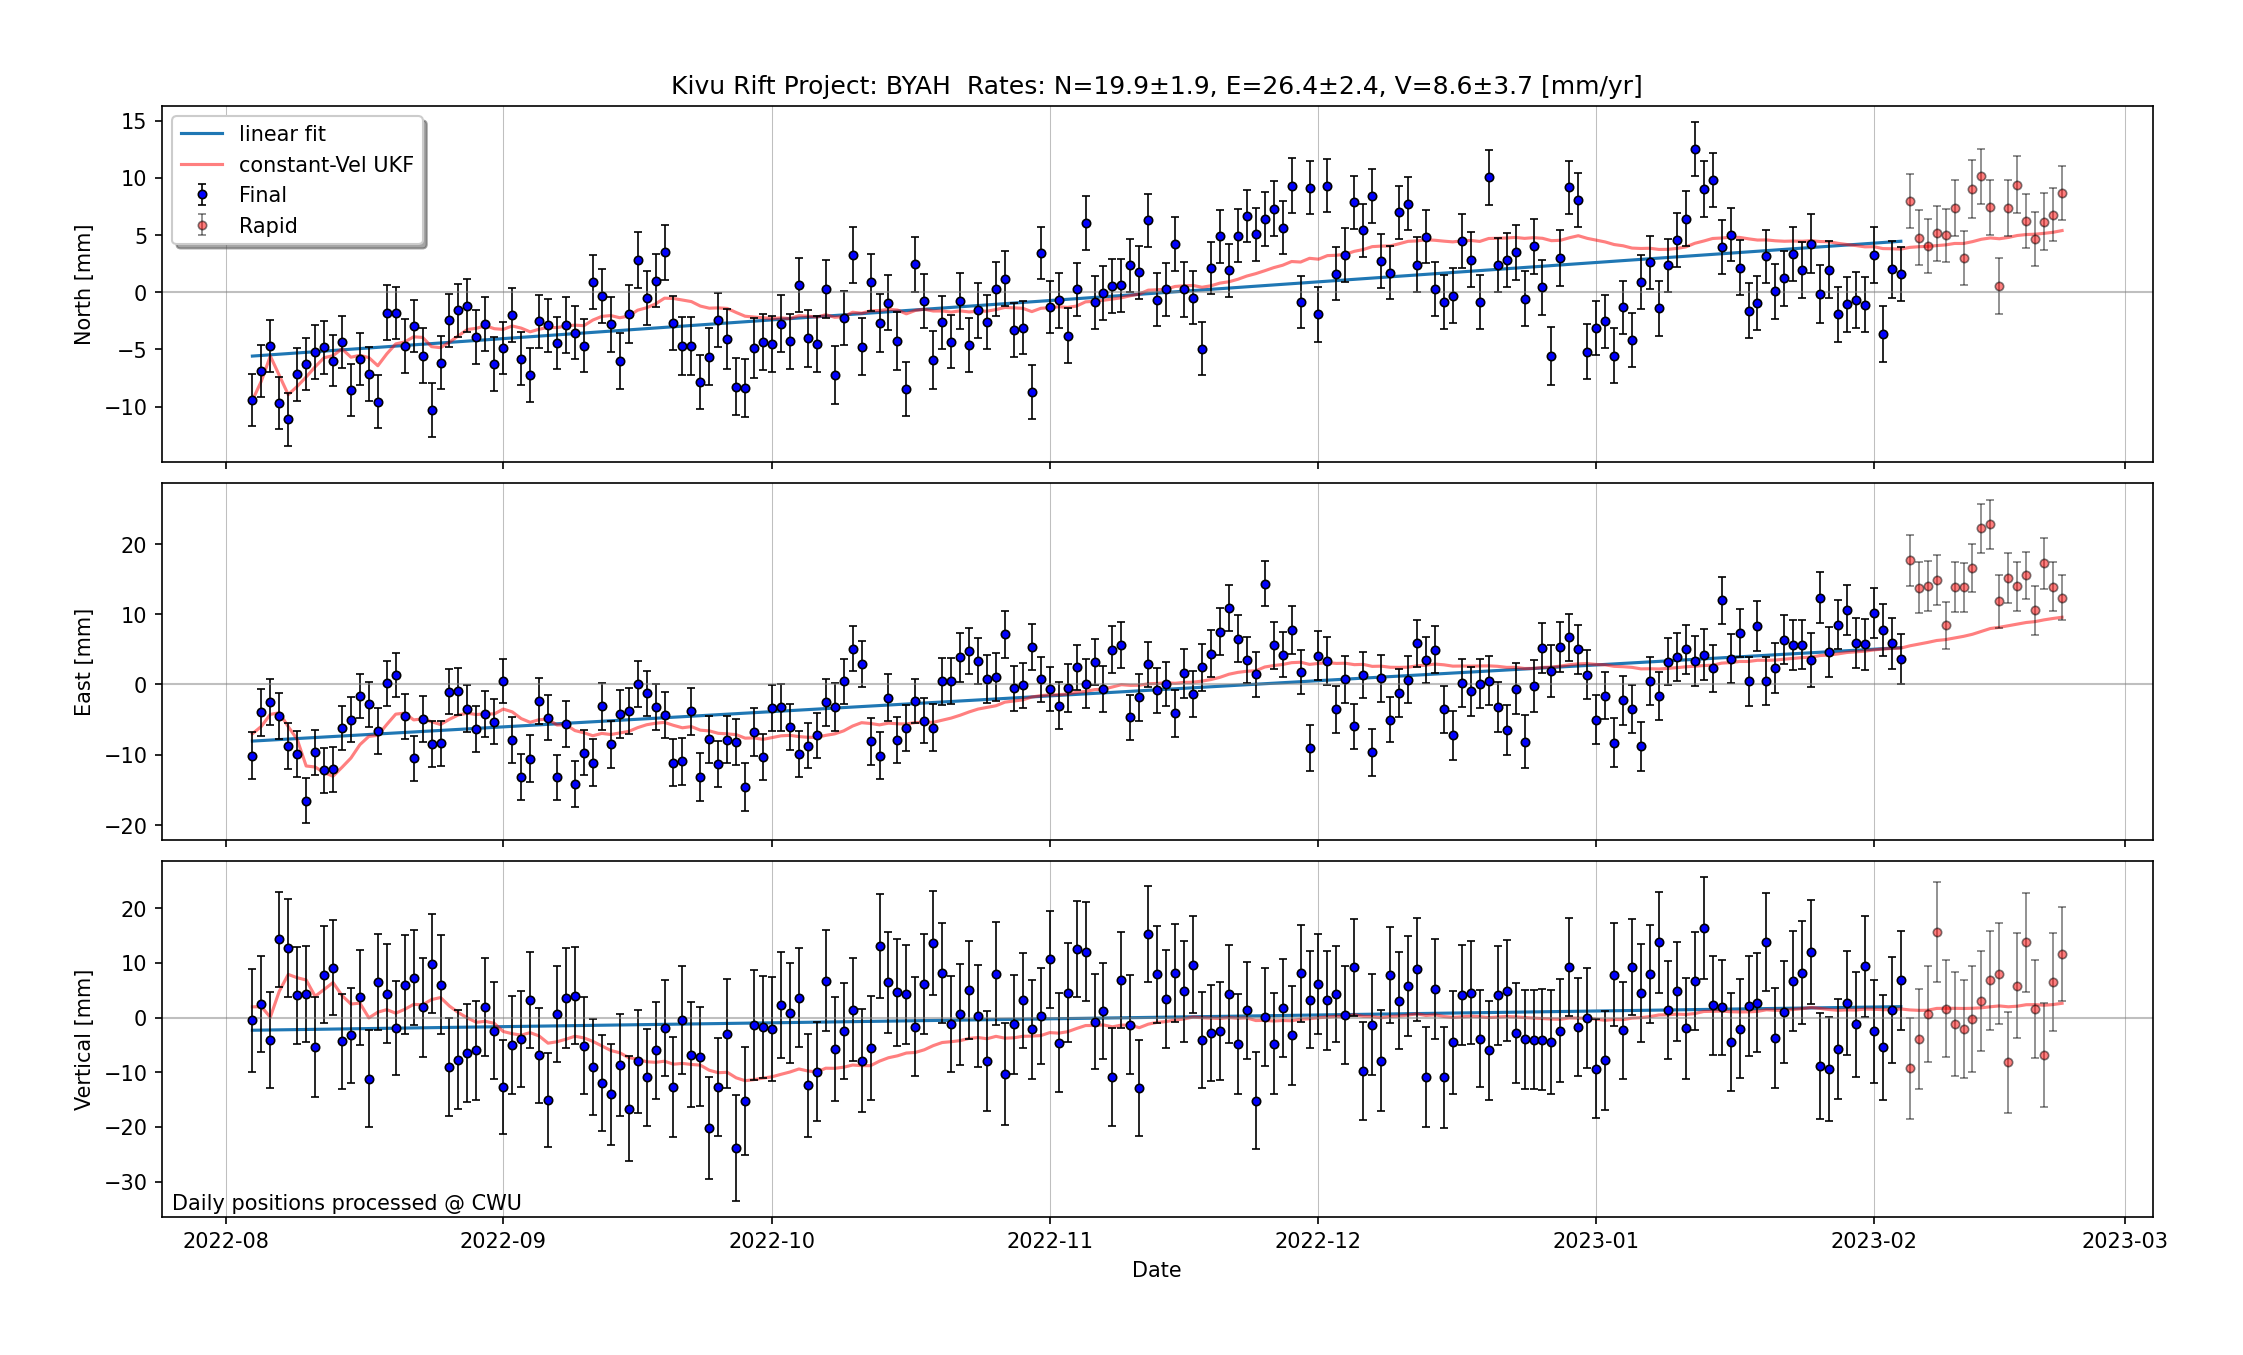 Kivu Rift Project: BYAH  Rates: N=19.9±1.9, E=26.4±2.4, V=8.6±3.7 [mm/yr]
linear fit
constant-Vel UKF
Final
Rapid
North [mm]
15
10
5
0
−5
−10
East [mm]
20
10
0
−10
−20
Vertical [mm]
20
10
0
−10
−20
−30
Daily positions processed @ CWU
2022-08 2022-09 2022-10 2022-11 2022-12 2023-01 2023-02 2023-03
Date